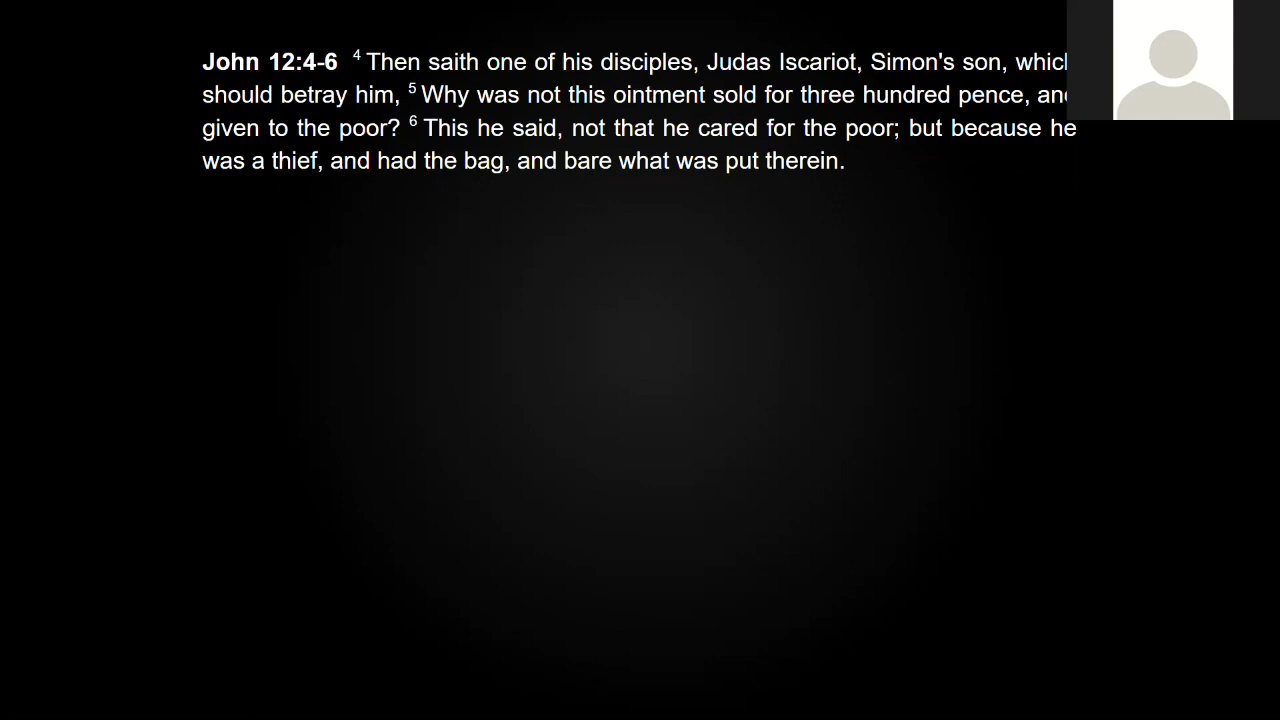 John 12:4-6 4 Then saith one of his disciples, Judas Iscariot, Simon's son, which
should betray him, 5 Why was not this ointment sold for three hundred pence, and
given to the poor? 6 This he said, not that he cared for the poor; but because he
was a thief, and had the bag, and bare what was put therein.